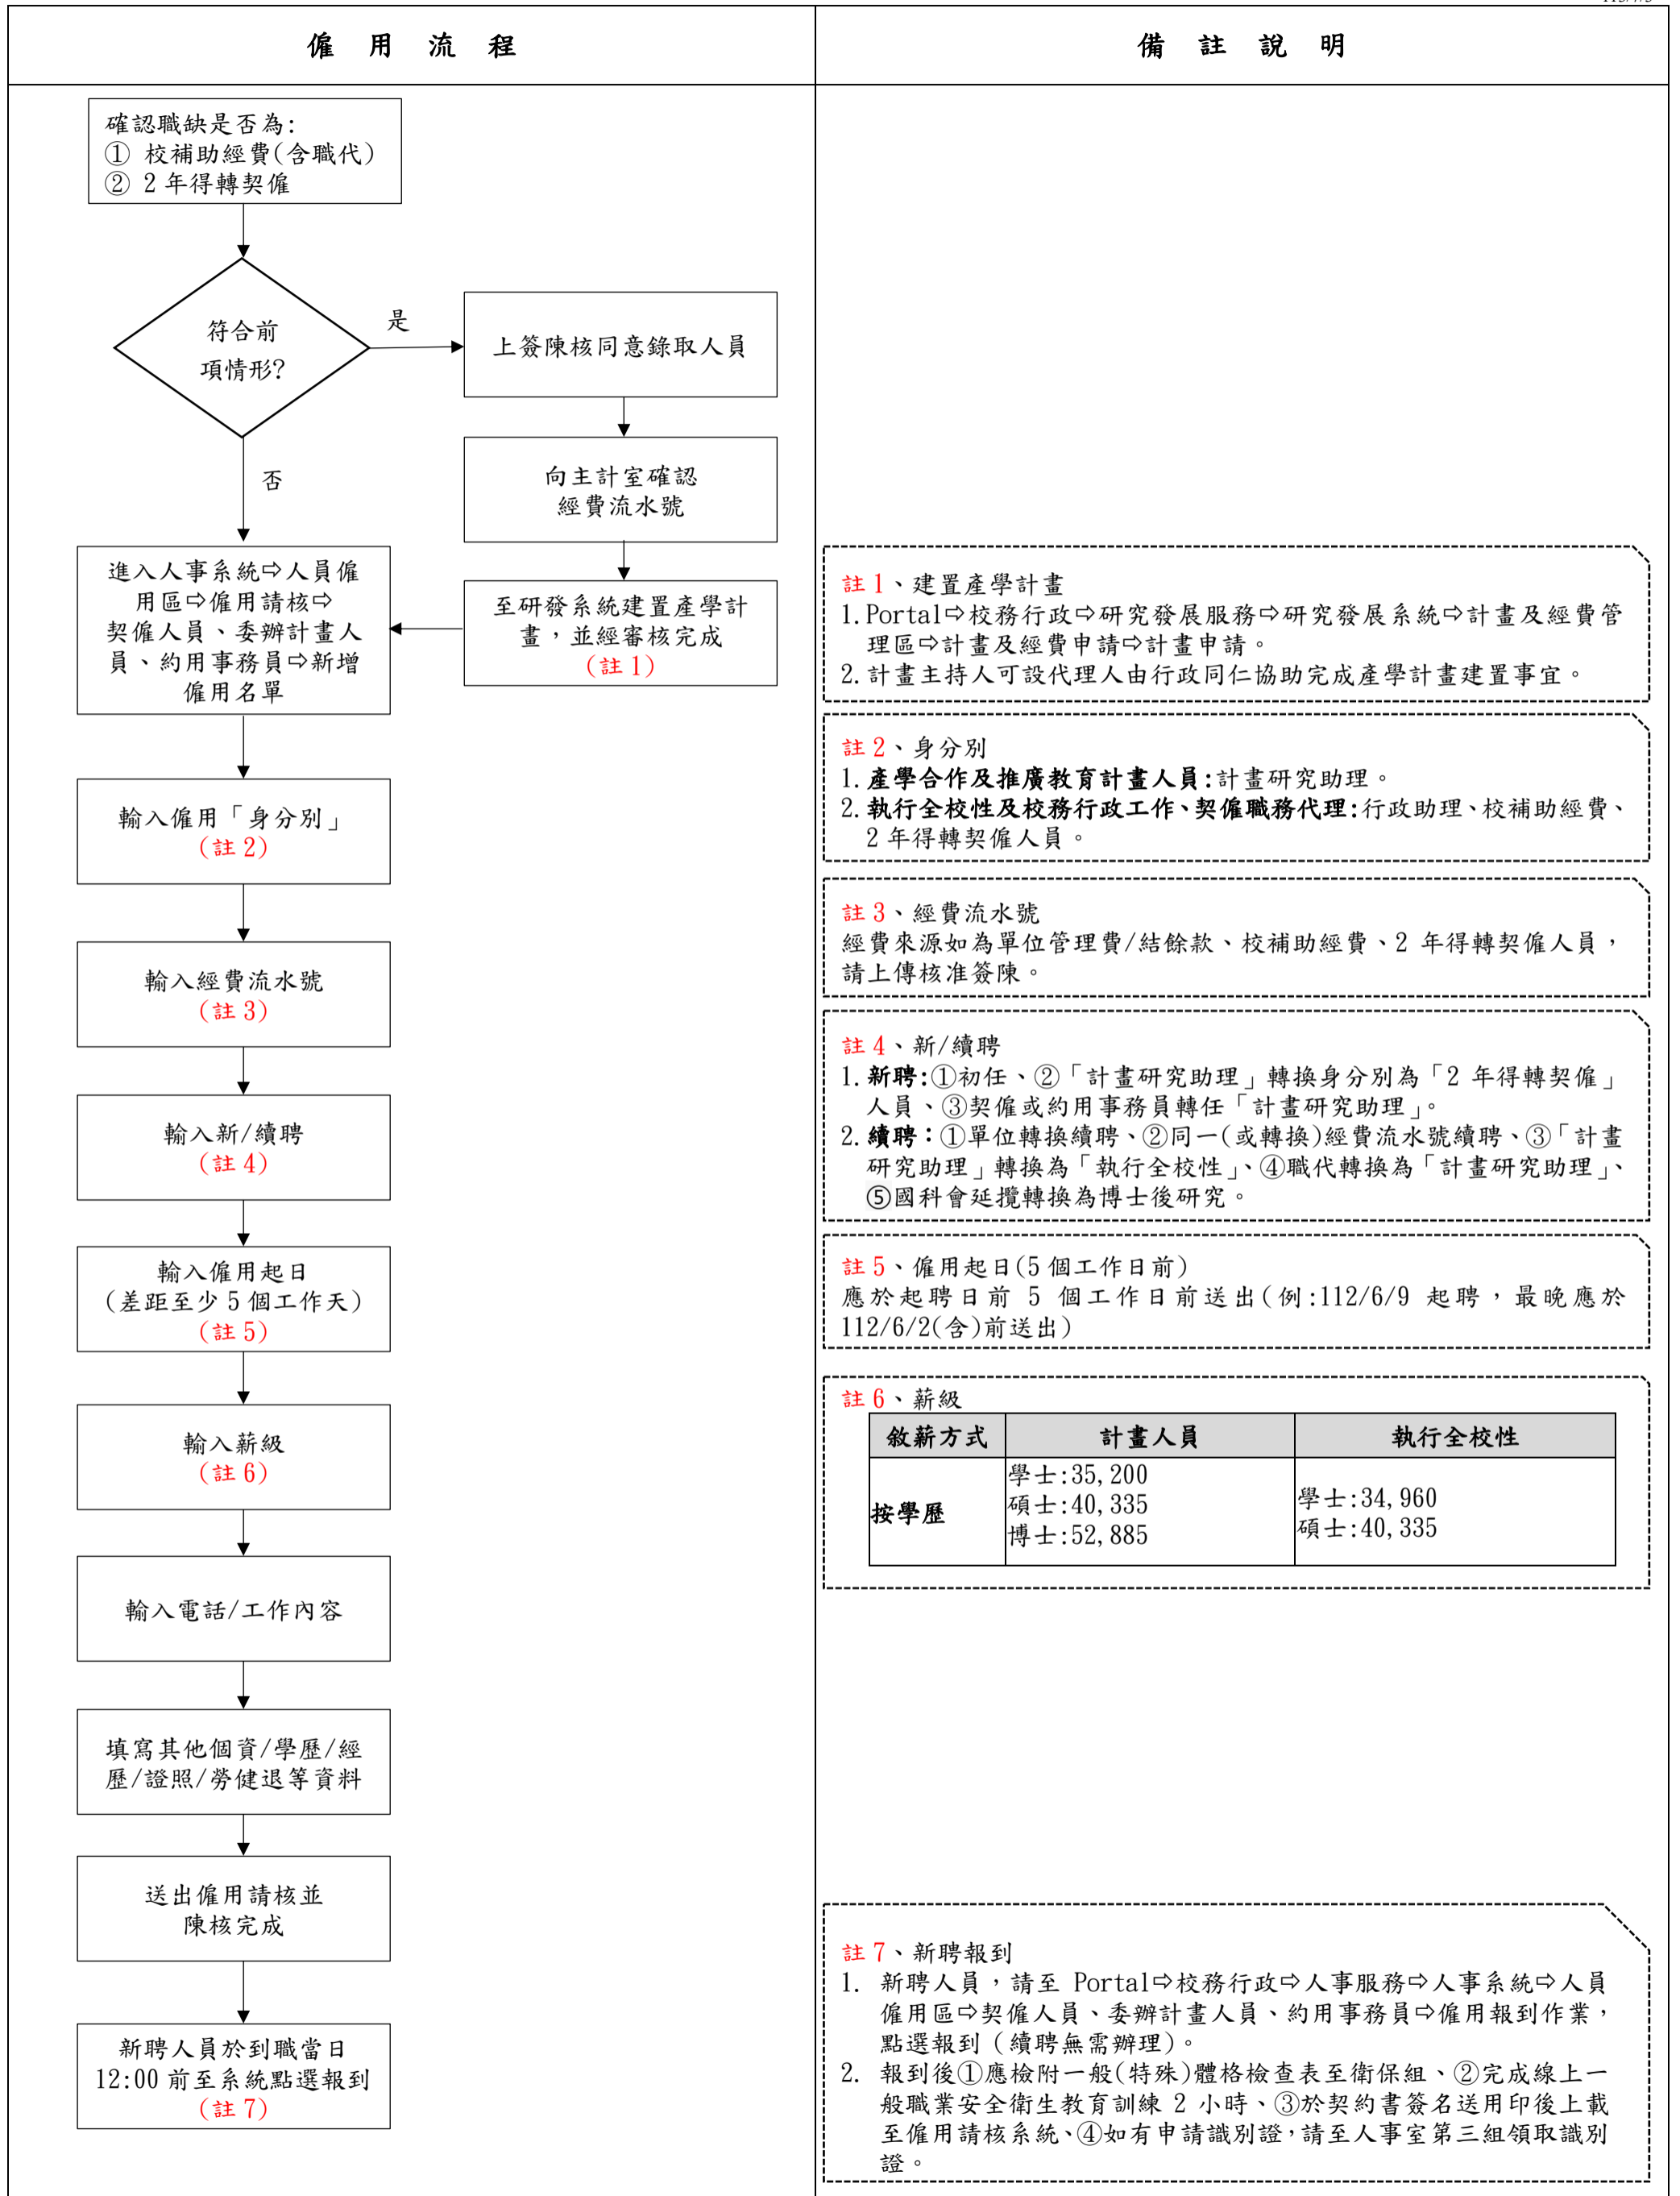 僱用流程
備註說明
確認職缺是否為:
① 校補助經費(含職代)
② 2年得轉契僱
符合前
項情形?
是
否
上簽陳核同意錄取人員
向主計室確認
經費流水號
至研發系統建置產學計
畫，並經審核完成
(註1)
進入人事系統⇨人員僱
用區⇨僱用請核⇨
契僱人員、委辦計畫人
員、約用事務員⇨新增
僱用名單
輸入僱用「身分別」
(註2)
輸入經費流水號
(註3)
輸入新/續聘
(註4)
輸入僱用起日
(差距至少5個工作天)
(註5)
輸入薪級
(註6)
輸入電話/工作內容
填寫其他個資/學歷/經
歷/證照/勞健退等資料
送出僱用請核並
陳核完成
新聘人員於到職當日
12:00前至系統點選報到
(註7)
註1、建置產學計畫
1.Portal⇨校務行政⇨研究發展服務⇨研究發展系統⇨計畫及經費管
理區⇨計畫及經費申請⇨計畫申請。
2.計畫主持人可設代理人由行政同仁協助完成產學計畫建置事宜。
註2、身分別
1.產學合作及推廣教育計畫人員:計畫研究助理。
2.執行全校性及校務行政工作、契僱職務代理:行政助理、校補助經費、
2年得轉契僱人員。
註3、經費流水號
經費來源如為單位管理費/結餘款、校補助經費、2 年得轉契僱人員，
請上傳核准簽陳。
註4、新/續聘
1.新聘:①初任、②「計畫研究助理」轉換身分別為「2 年得轉契僱」
人員、③契僱或約用事務員轉任「計畫研究助理」。
2.續聘：①單位轉換續聘、②同一(或轉換)經費流水號續聘、③「計畫
研究助理」轉換為「執行全校性」、④職代轉換為「計畫研究助理」、
⑤國科會延攬轉換為博士後研究。
註5、僱用起日(5個工作日前)
應於起聘日前 5 個工作日前送出(例:112/6/9 起聘，最晚應於
112/6/2(含)前送出)
註6、薪級
敘薪方式 計畫人員 執行全校性
按學歷
學士:35,200
碩士:40,335
博士:52,885
學士:34,960
碩士:40,335
註7、新聘報到
1. 新聘人員，請至 Portal⇨校務行政⇨人事服務⇨人事系統⇨人員
僱用區⇨契僱人員、委辦計畫人員、約用事務員⇨僱用報到作業，
點選報到（續聘無需辦理)。
2. 報到後①應檢附一般(特殊)體格檢查表至衛保組、②完成線上一
般職業安全衛生教育訓練 2 小時、③於契約書簽名送用印後上載
至僱用請核系統、④如有申請識別證，請至人事室第三組領取識別
證。